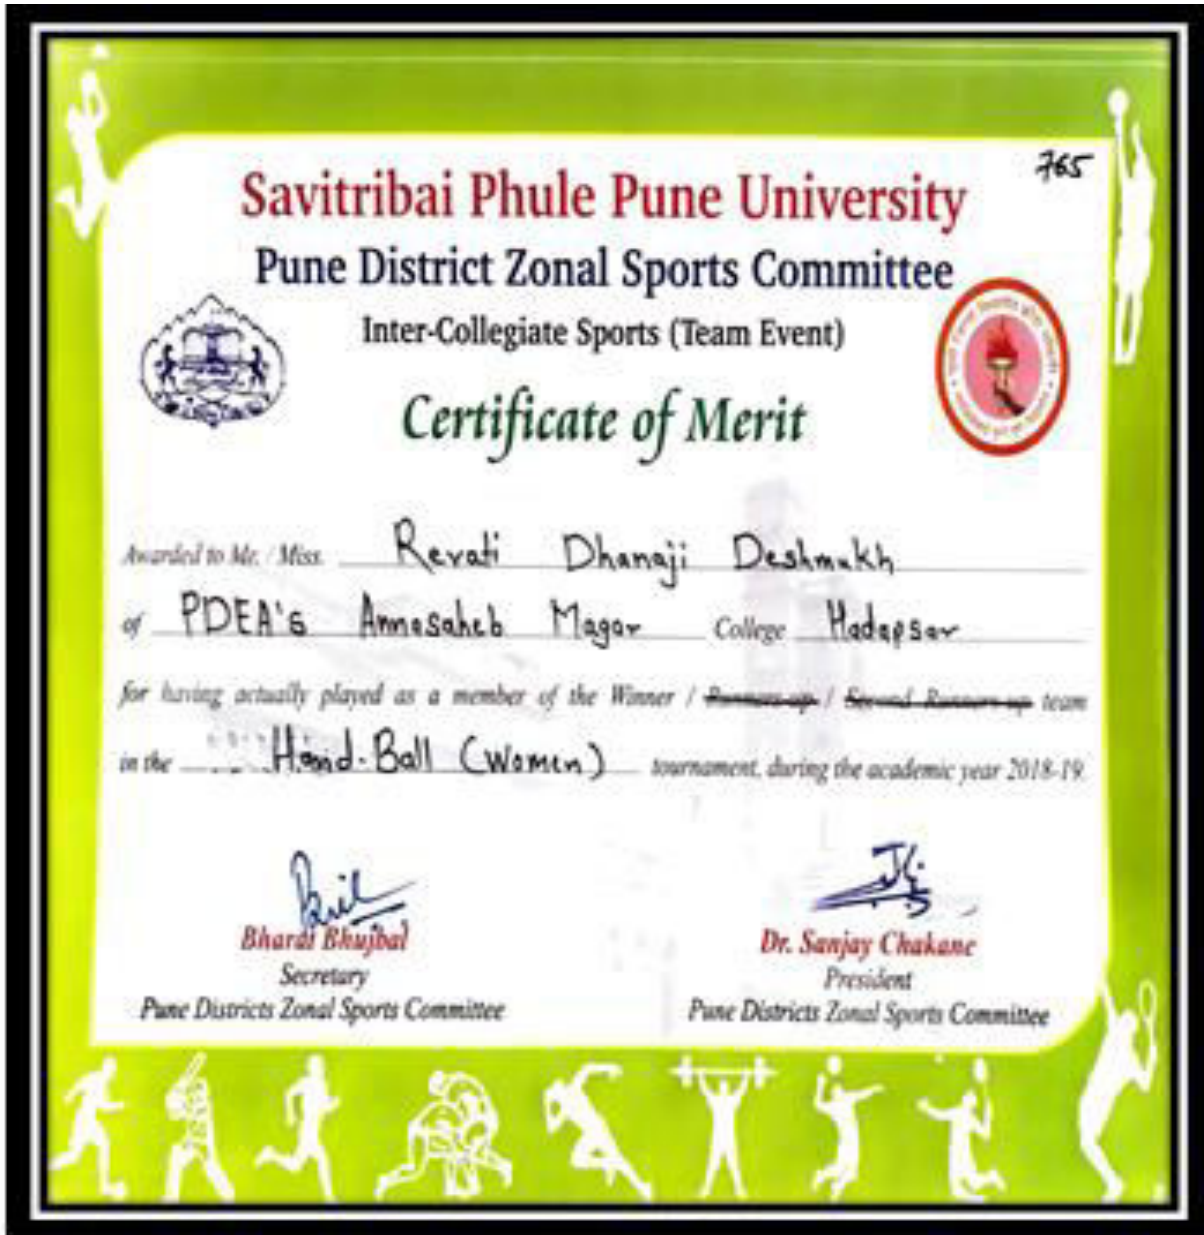 765
Savitribai Phule Pune University
Pune District Zonal Sports Committee
Inter-Collegiate Sports (Team Event)
Certificate of Merit
Awarded to Mr. / Miss. Revati Dhanaji Deshmukh
of PDEA's Annasaheb Magar College Hadapsar
for having actually played as a member of the Winner / Runners-up / Second Runners-up team
in the Hand-Ball (Women) tournament, during the academic year 2018-19.
Bharat Bhujbal
Dr. Sanjay Chakane
Secretary
President
Pune Districts Zonal Sports Committee
Pune Districts Zonal Sports Committee